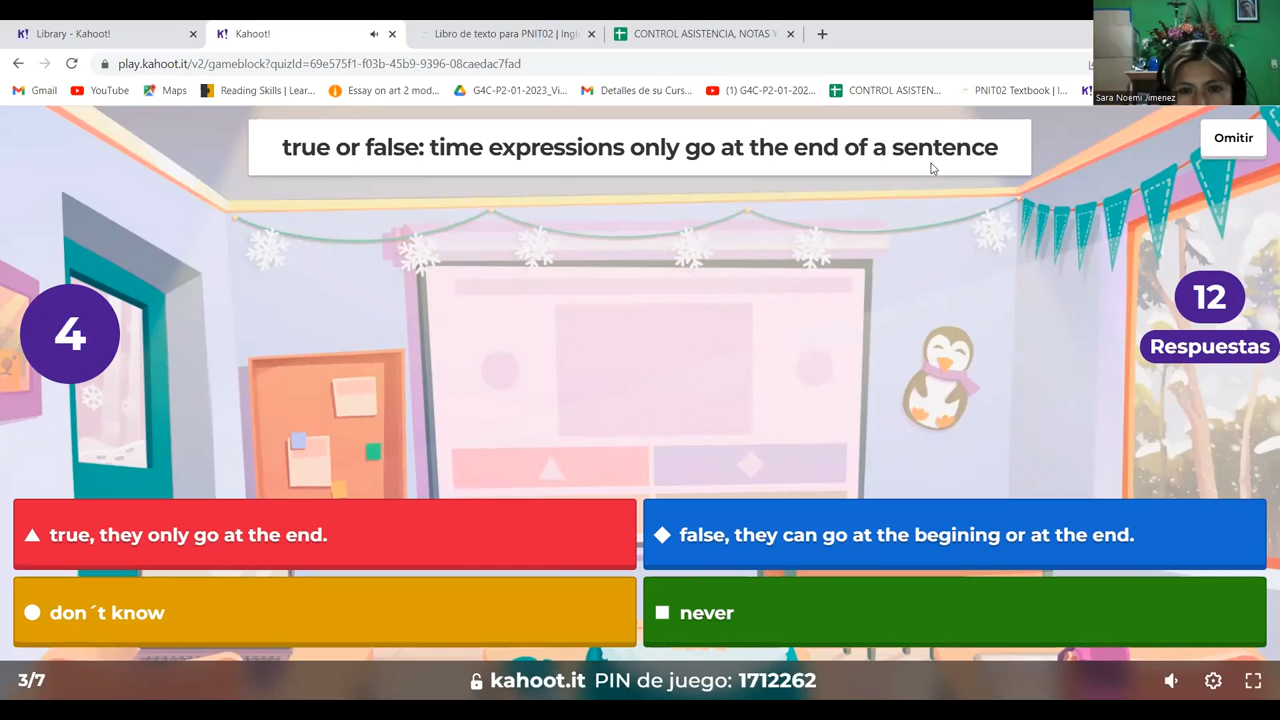 Library - Kahoot!
Kahoot!
Libro de texto para PNIT02 | Ingl
CONTROL ASISTENCIA, NOTAS Y
play.kahoot.it/v2/gameblock?quizId=69e575f1-f03b-45b9-9396-08caedac7fad
Gmail
YouTube
Maps
Reading Skills | Lear...
Essay on art 2 mod...
G4C-P2-01-2023_Vi...
Detalles de su Curs...
(1) G4C-P2-01-202...
CONTROL ASISTEN...
PNIT02 Textbook | I...
Sara Noemi Jimenez
true or false: time expressions only go at the end of a sentence
Omitir
4
12
Respuestas
true, they only go at the end.
false, they can go at the begining or at the end.
don´t know
never
3/7
kahoot.it PIN de juego: 1712262